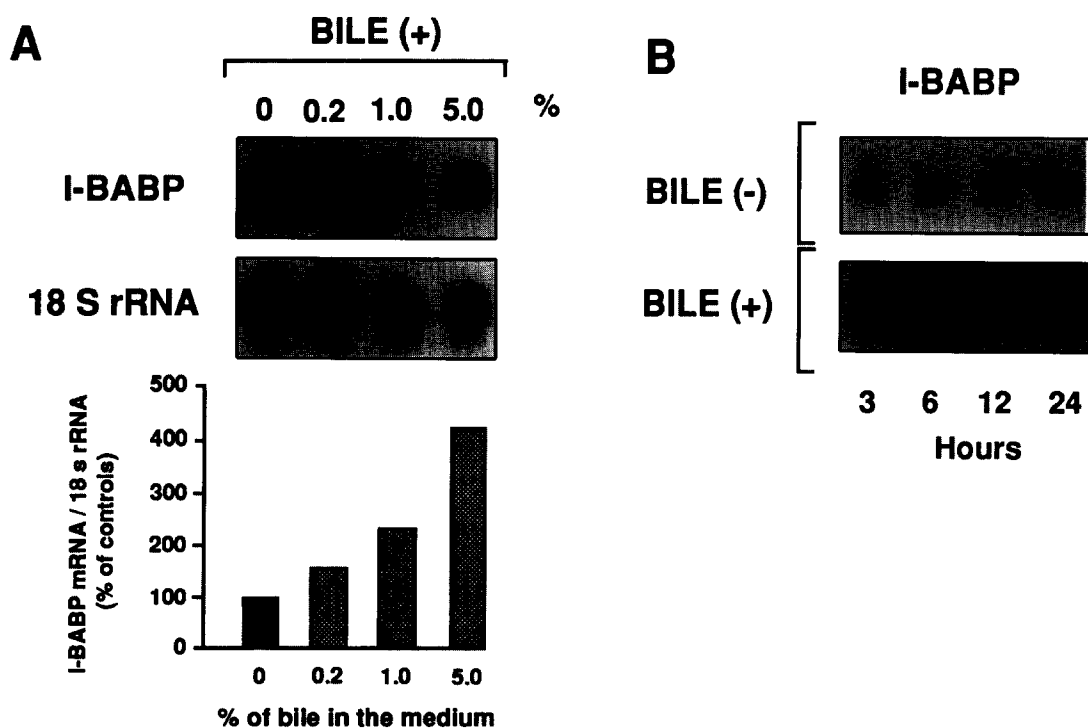 A
BILE (+)
0 0.2 1.0 5.0 %
I-BABP
18 S rRNA
I-BABP mRNA / 18 s rRNA
(% of controls)
500
400
300
200
100
0
0 0.2 1.0 5.0
% of bile in the medium
B
I-BABP
BILE (-)
BILE (+)
3 6 12 24
Hours